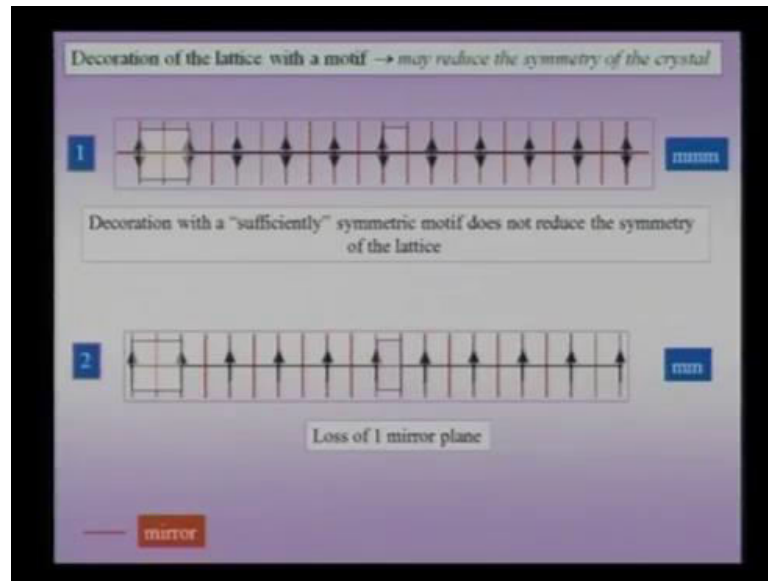 Decoration of the lattice with a motif → may reduce the symmetry of the crystal
1
mmm
Decoration with a "sufficiently" symmetric motif does not reduce the symmetry
of the lattice
2
mm
Loss of 1 mirror plane
mirror